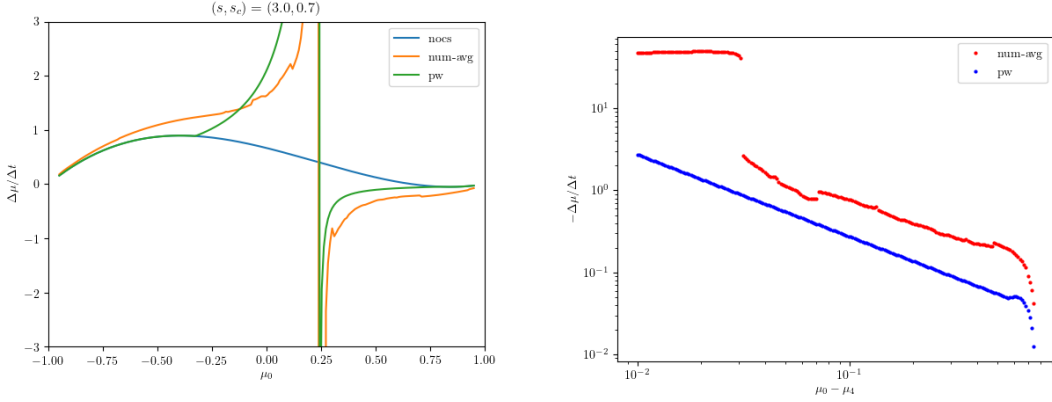 (s, s_c) = (3.0, 0.7)
3
2
1
0
−1
−2
−3
Δμ/Δt
nocs
num-avg
pw
−1.00 −0.75 −0.50 −0.25 0.00 0.25 0.50 0.75 1.00
μ_0
10^1
10^0
10^{−1}
10^{−2}
−Δμ/Δt
num-avg
pw
10^{−2} 10^{−1}
μ_0 − μ_4